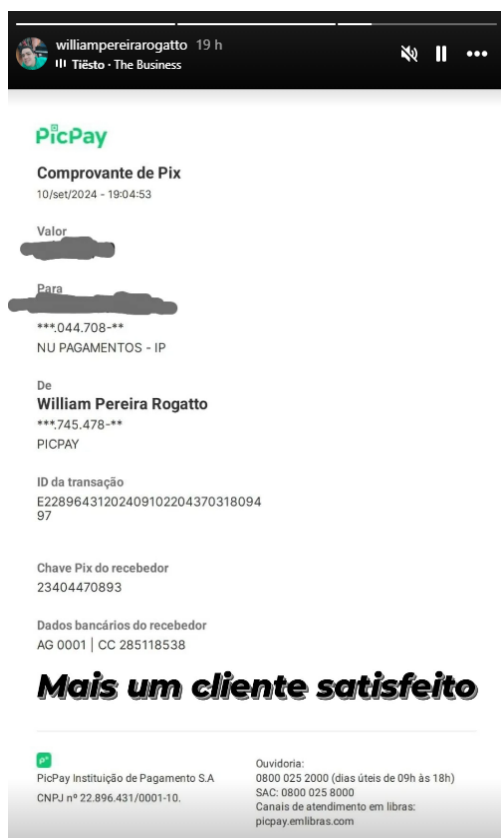 williampereirarogatto 19 h
Tiësto · The Business
PicPay
Comprovante de Pix
10/set/2024 - 19:04:53
Valor
Para
***.044.708-**
NU PAGAMENTOS - IP
De
William Pereira Rogatto
***.745.478-**
PICPAY
ID da transação
E22896431202409102204370318094
97
Chave Pix do recebedor
23404470893
Dados bancários do recebedor
AG 0001 | CC 285118538
Mais um cliente satisfeito
PicPay Instituição de Pagamento S.A
CNPJ nº 22.896.431/0001-10.
Ouvidoria:
0800 025 2000 (dias úteis de 09h às 18h)
SAC: 0800 025 8000
Canais de atendimento em libras:
picpay.emlibras.com